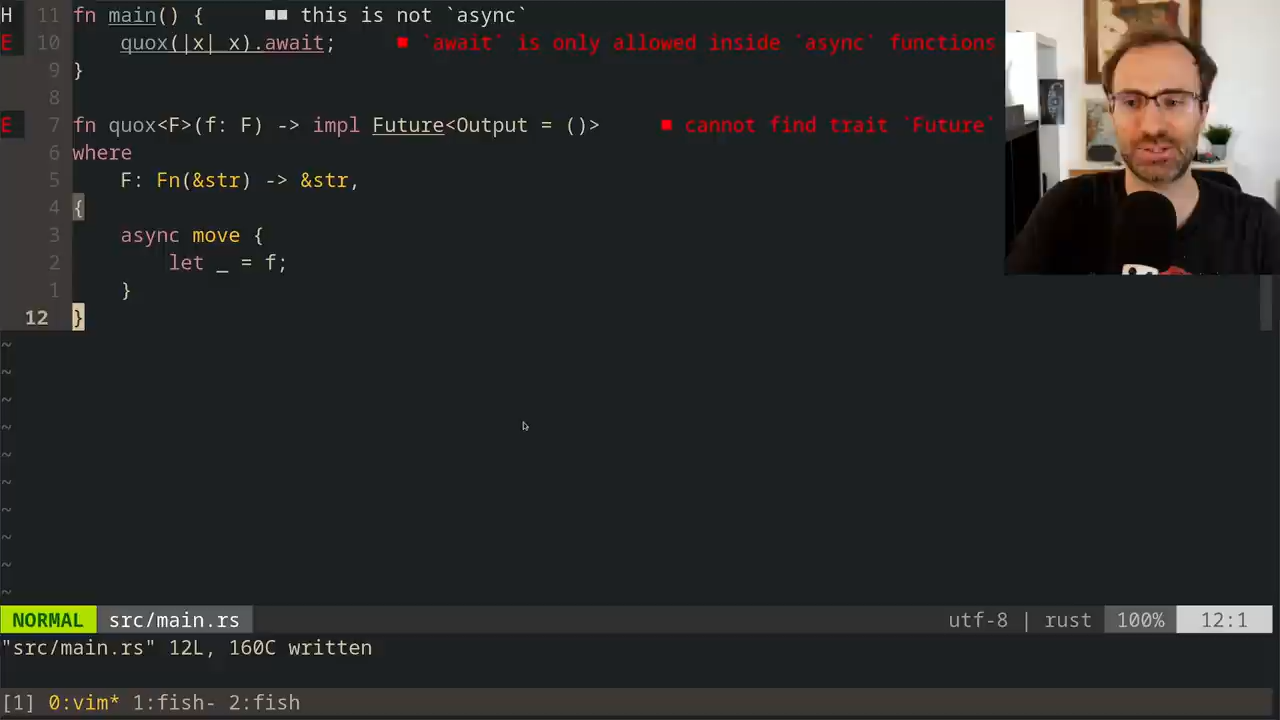 H 11 fn main() { ■■ this is not `async`
E 10     quox(|x| x).await; ■ `await` is only allowed inside `async` functions
9 }
8
E 7 fn quox<F>(f: F) -> impl Future<Output = ()> ■ cannot find trait `Future`
6 where
5     F: Fn(&str) -> &str,
4 {
3     async move {
2         let _ = f;
1     }
12 }
~
~
~
~
~
~
~
~
~
~
NORMAL src/main.rs utf-8 | rust 100% 12:1
"src/main.rs" 12L, 160C written
[1] 0:vim* 1:fish- 2:fish